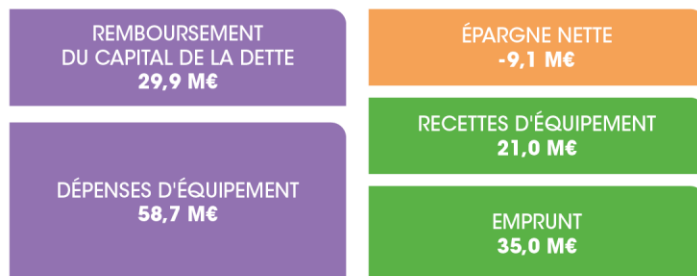 REMBOURSEMENT
DU CAPITAL DE LA DETTE
29,9 M€
DÉPENSES D'ÉQUIPEMENT
58,7 M€
ÉPARGNE NETTE
-9,1 M€
RECETTES D'ÉQUIPEMENT
21,0 M€
EMPRUNT
35,0 M€